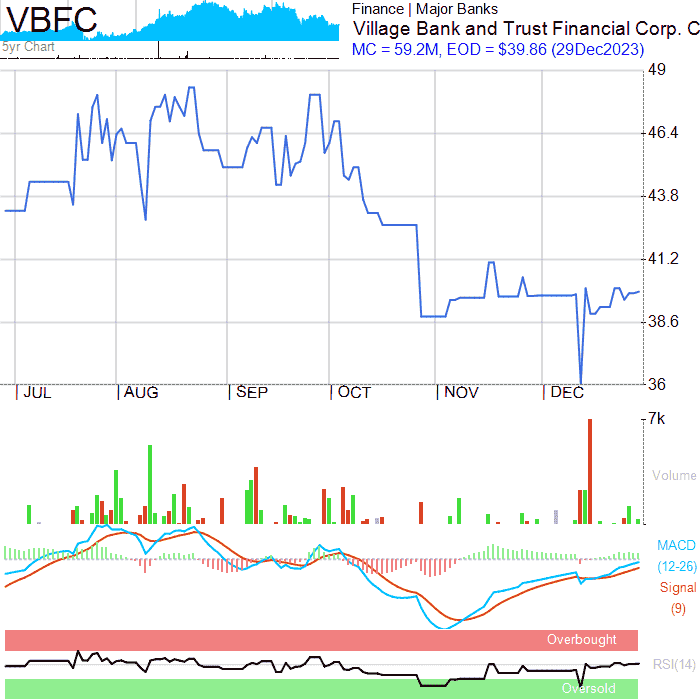 VBFC
5yr Chart
Finance | Major Banks
Village Bank and Trust Financial Corp. C
MC = 59.2M, EOD = $39.86 (29Dec2023)
49
46.4
43.8
41.2
38.6
36
JUL AUG SEP OCT NOV DEC
7k
Volume
MACD
(12-26)
Signal
(9)
Overbought
RSI(14)
Oversold